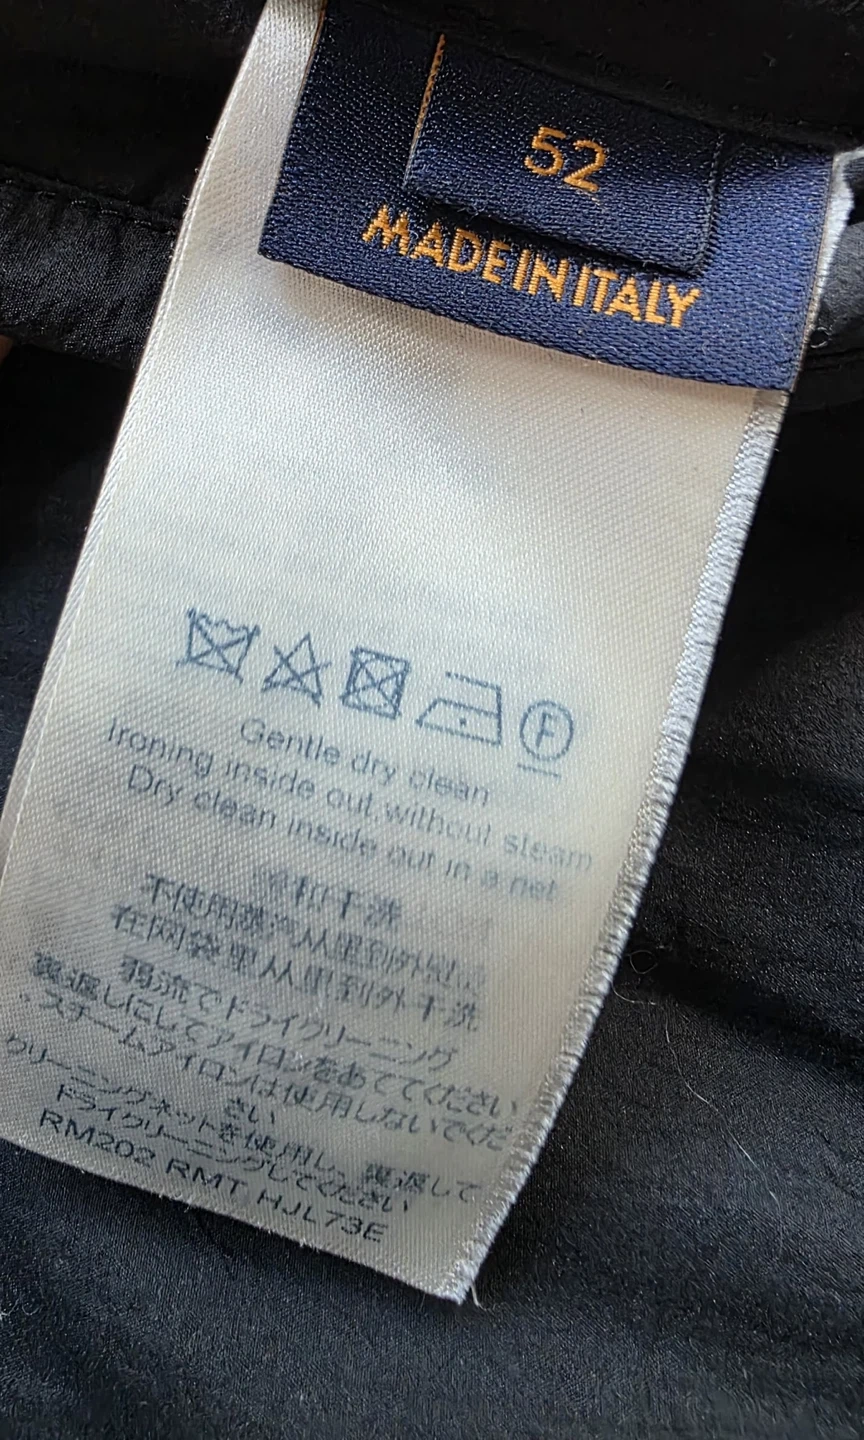 52
MADE IN ITALY
F
Gentle dry clean
Ironing inside out, without steam
Dry clean inside out in a net
温和干洗
不使用蒸汽从里到外熨
在网袋里从里到外干洗
弱流でドライクリーニング
裏返しにしてアイロンをあててください
・スチームアイロンは使用しないでくだ
さい
クリーニングネットを使用し、裏返して
ドライクリーニングしてください
RM202 RMT HJL73E